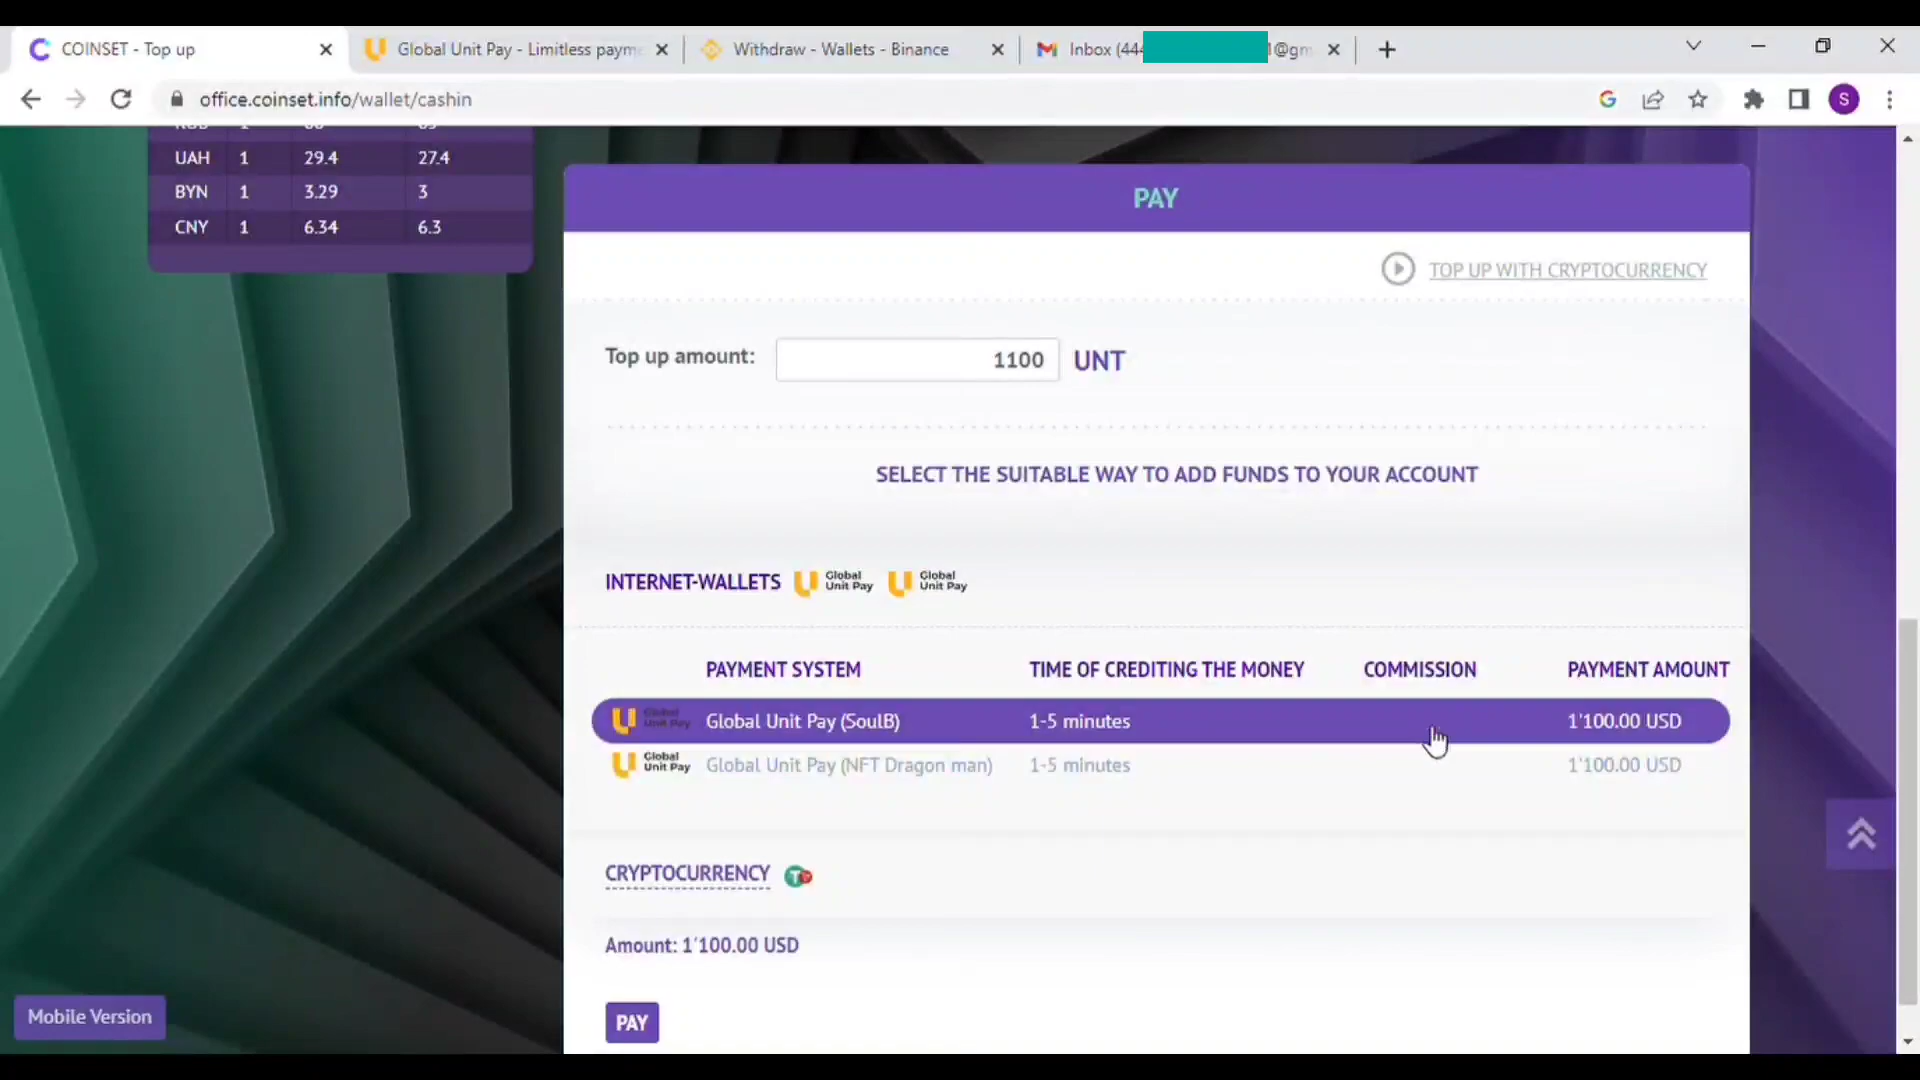 COINSET - Top up
Global Unit Pay - Limitless payme
Withdraw - Wallets - Binance
Inbox (444 @gm
office.coinset.info/wallet/cashin
S
UAH 1 29.4 27.4
BYN 1 3.29 3
CNY 1 6.34 6.3
PAY
TOP UP WITH CRYPTOCURRENCY
Top up amount: 1100 UNT
SELECT THE SUITABLE WAY TO ADD FUNDS TO YOUR ACCOUNT
INTERNET-WALLETS Global Unit Pay Global Unit Pay
PAYMENT SYSTEM TIME OF CREDITING THE MONEY COMMISSION PAYMENT AMOUNT
Global Unit Pay Global Unit Pay (SoulB) 1-5 minutes 1'100.00 USD
Global Unit Pay Global Unit Pay (NFT Dragon man) 1-5 minutes 1'100.00 USD
CRYPTOCURRENCY
Amount: 1'100.00 USD
Mobile Version
PAY